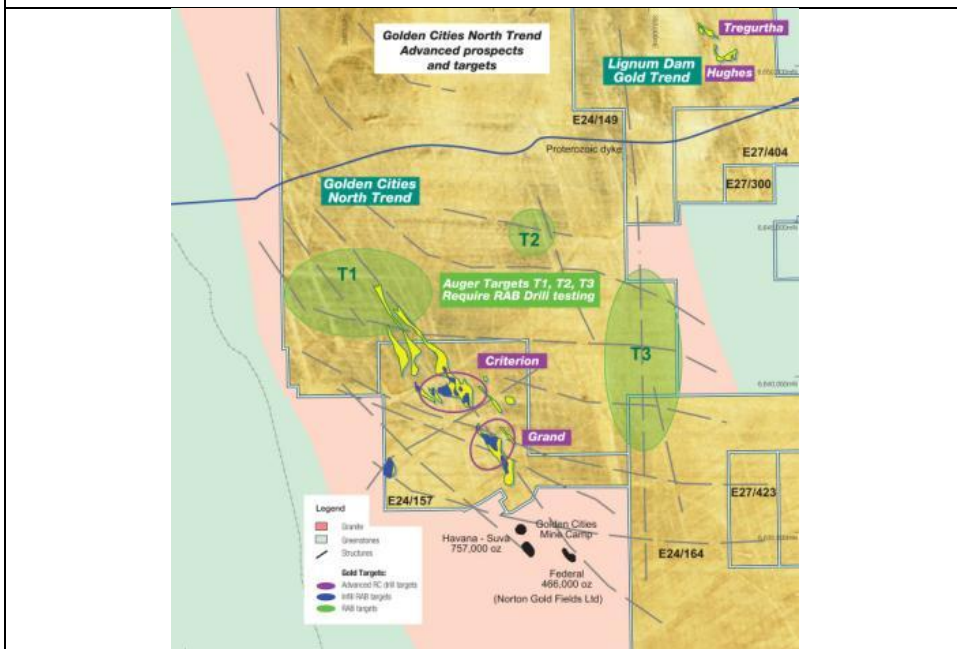 Golden Cities North Trend
Advanced prospects
and targets
Tregurtha
Lignum Dam
Gold Trend
Hughes
E24/149
Proterozoic dyke
E27/404
E27/300
Golden Cities
North Trend
T2
T1
Auger Targets T1, T2, T3
Require RAB Drill testing
T3
Criterion
Grand
E24/157
E27/423
Legend
Granite
Greenstones
Structures
Gold Targets:
Advanced RC drill targets
Infill RAB targets
RAB targets
Havana - Suva
757,000 oz
Golden Cities
Mine Camp
E24/164
Federal
466,000 oz
(Norton Gold Fields Ltd)